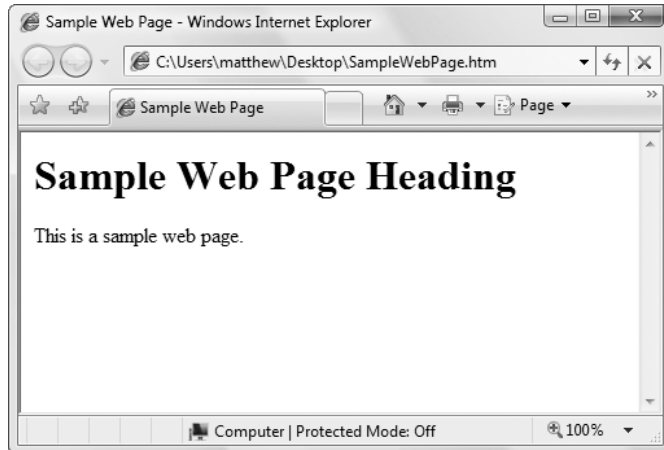 Sample Web Page - Windows Internet Explorer
C:\Users\matthew\Desktop\SampleWebPage.htm
Sample Web Page
Page
Sample Web Page Heading
This is a sample web page.
Computer | Protected Mode: Off
100%